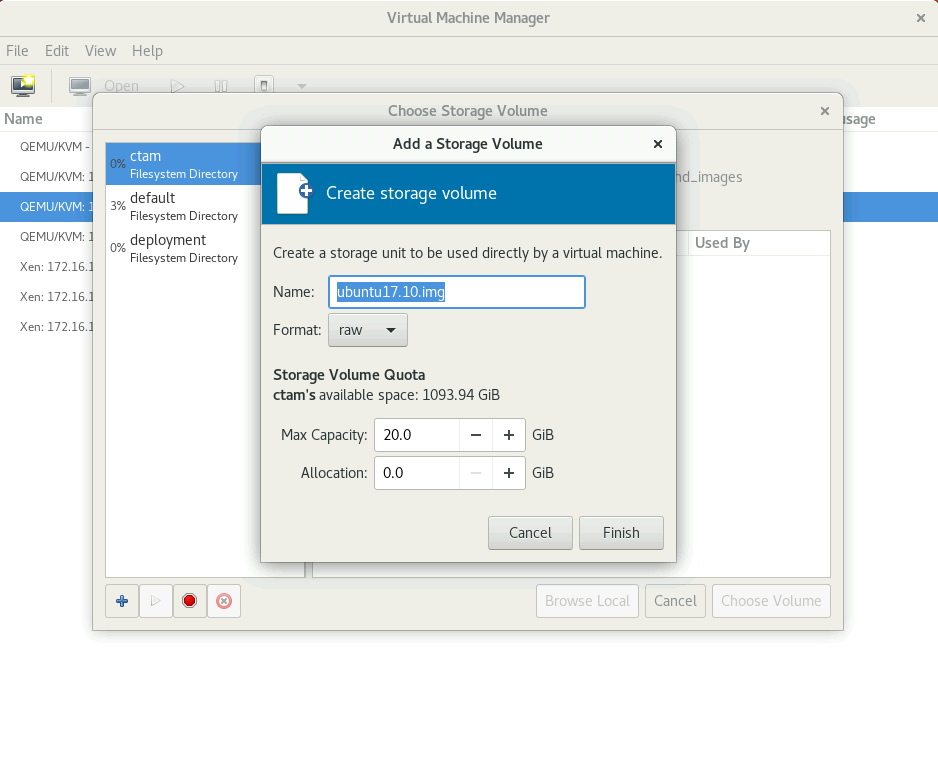 Virtual Machine Manager
File Edit View Help
Open
Name
usage
QEMU/KVM -
QEMU/KVM: 1
QEMU/KVM: 1
QEMU/KVM: 1
Xen: 172.16.1
Xen: 172.16.1
Xen: 172.16.1
Choose Storage Volume
0% ctam
Filesystem Directory
3% default
Filesystem Directory
0% deployment
Filesystem Directory
nd_images
Used By
Add a Storage Volume
Create storage volume
Create a storage unit to be used directly by a virtual machine.
Name: ubuntu17.10.img
Format: raw
Storage Volume Quota
ctam's available space: 1093.94 GiB
Max Capacity: 20.0 GiB
Allocation: 0.0 GiB
Cancel Finish
Browse Local Cancel Choose Volume